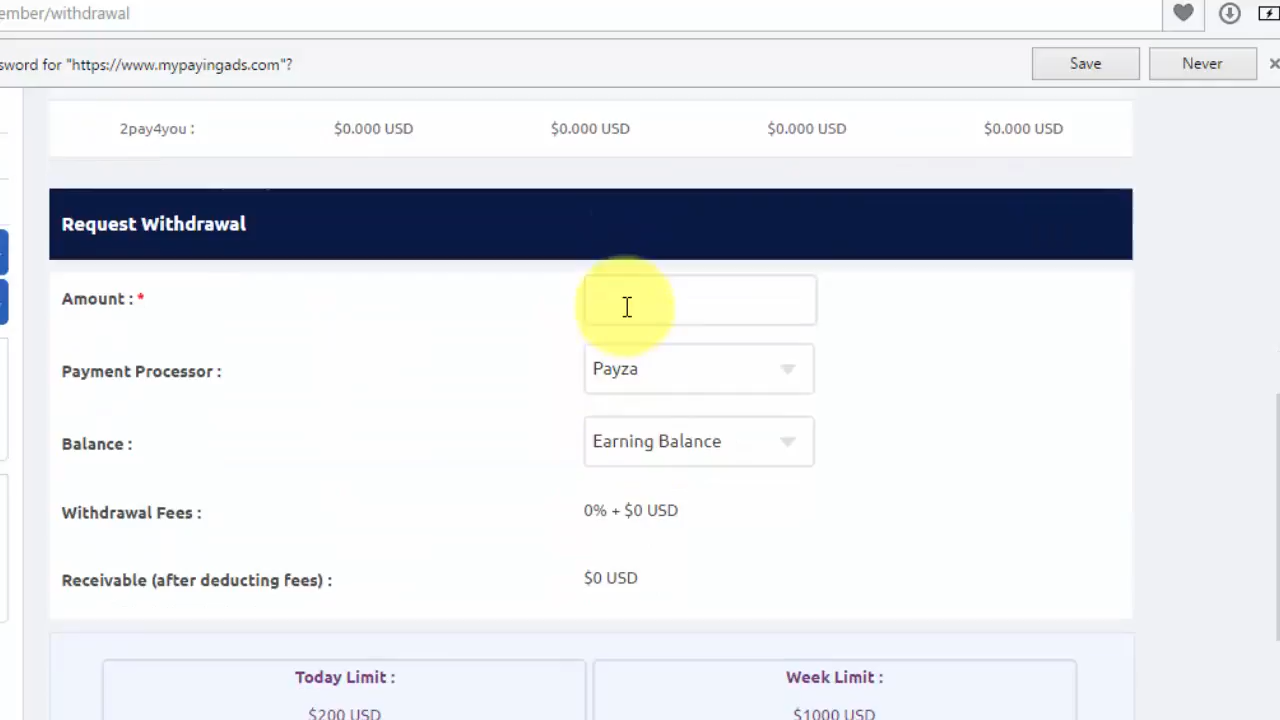 ember/withdrawal
sword for "https://www.mypayingads.com"?
Save
Never
2pay4you :
$0.000 USD
$0.000 USD
$0.000 USD
$0.000 USD
Request Withdrawal
Amount : *
Payment Processor :
Payza
Balance :
Earning Balance
Withdrawal Fees :
0% + $0 USD
Receivable (after deducting fees) :
$0 USD
Today Limit :
Week Limit :
$200 USD
$1000 USD